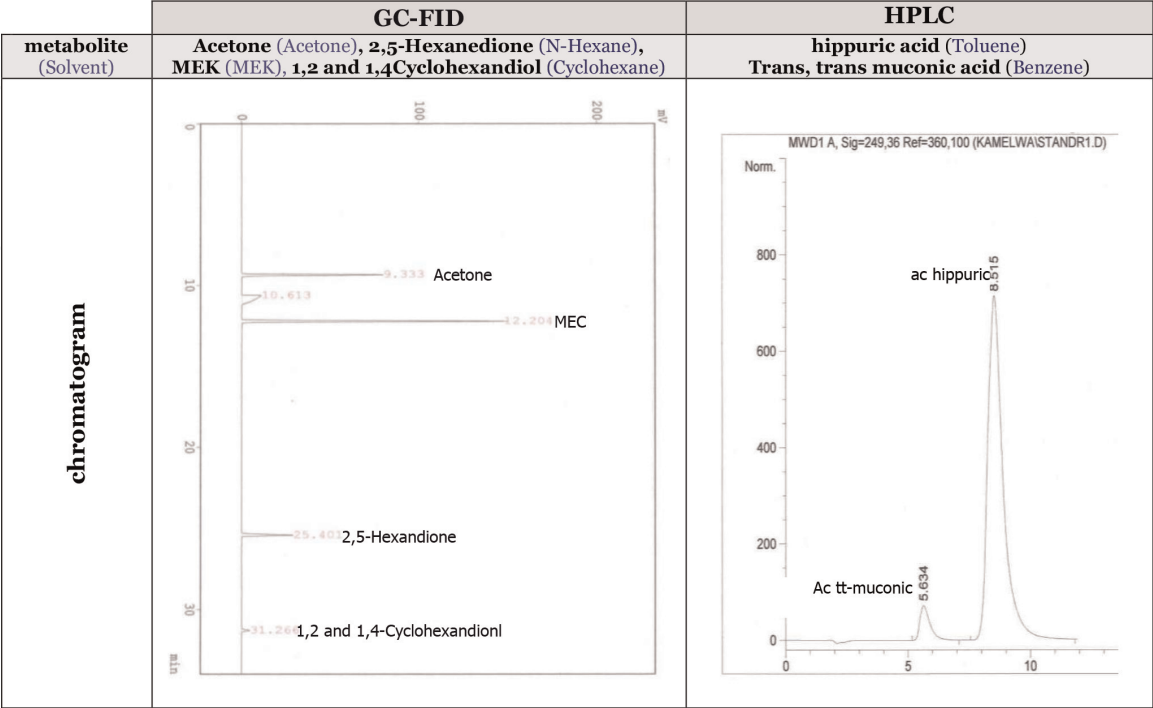 GC-FID
HPLC
metabolite
(Solvent)
Acetone (Acetone), 2,5-Hexanedione (N-Hexane),
MEK (MEK), 1,2 and 1,4Cyclohexandiol (Cyclohexane)
hippuric acid (Toluene)
Trans, trans muconic acid (Benzene)
chromatogram
0
100
200
mV
0
9.333 Acetone
10
10.613
12.204 MEC
20
25.401 2,5-Hexandione
30
31.266 1,2 and 1,4-Cyclohexandionl
min
MWD1 A, Sig=249,36 Ref=360,100 (KAMELWA\STANDR1.D)
Norm.
800
ac hippuric
8.515
600
400
200
Ac tt-muconic
5.634
0
0
5
10